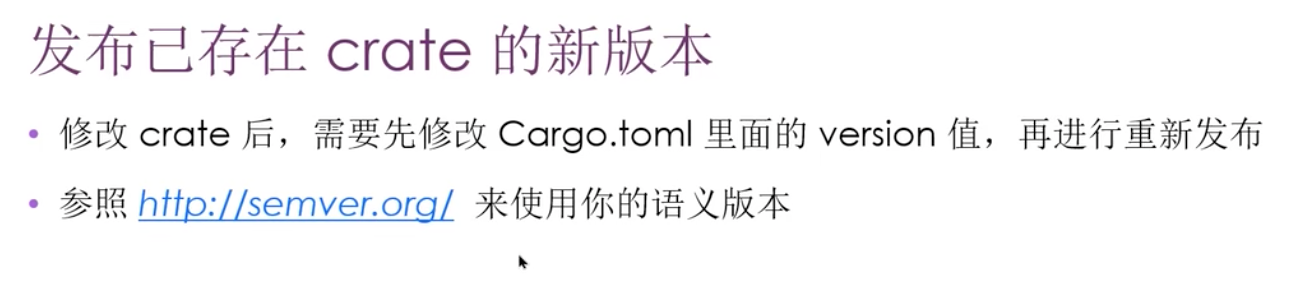 发布已存在 crate 的新版本
• 修改 crate 后，需要先修改 Cargo.toml 里面的 version 值，再进行重新发布
• 参照 http://semver.org/ 来使用你的语义版本